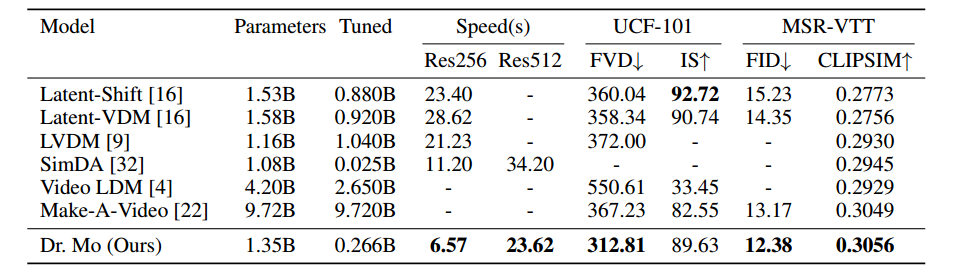 Model Parameters Tuned Speed(s) UCF-101 MSR-VTT
Res256 Res512 FVD↓ IS↑ FID↓ CLIPSIM↑
Latent-Shift [16] 1.53B 0.880B 23.40 - 360.04 92.72 15.23 0.2773
Latent-VDM [16] 1.58B 0.920B 28.62 - 358.34 90.74 14.35 0.2756
LVDM [9] 1.16B 1.040B 21.23 - 372.00 - - 0.2930
SimDA [32] 1.08B 0.025B 11.20 34.20 - - - 0.2945
Video LDM [4] 4.20B 2.650B - - 550.61 33.45 - 0.2929
Make-A-Video [22] 9.72B 9.720B - - 367.23 82.55 13.17 0.3049
Dr. Mo (Ours) 1.35B 0.266B 6.57 23.62 312.81 89.63 12.38 0.3056